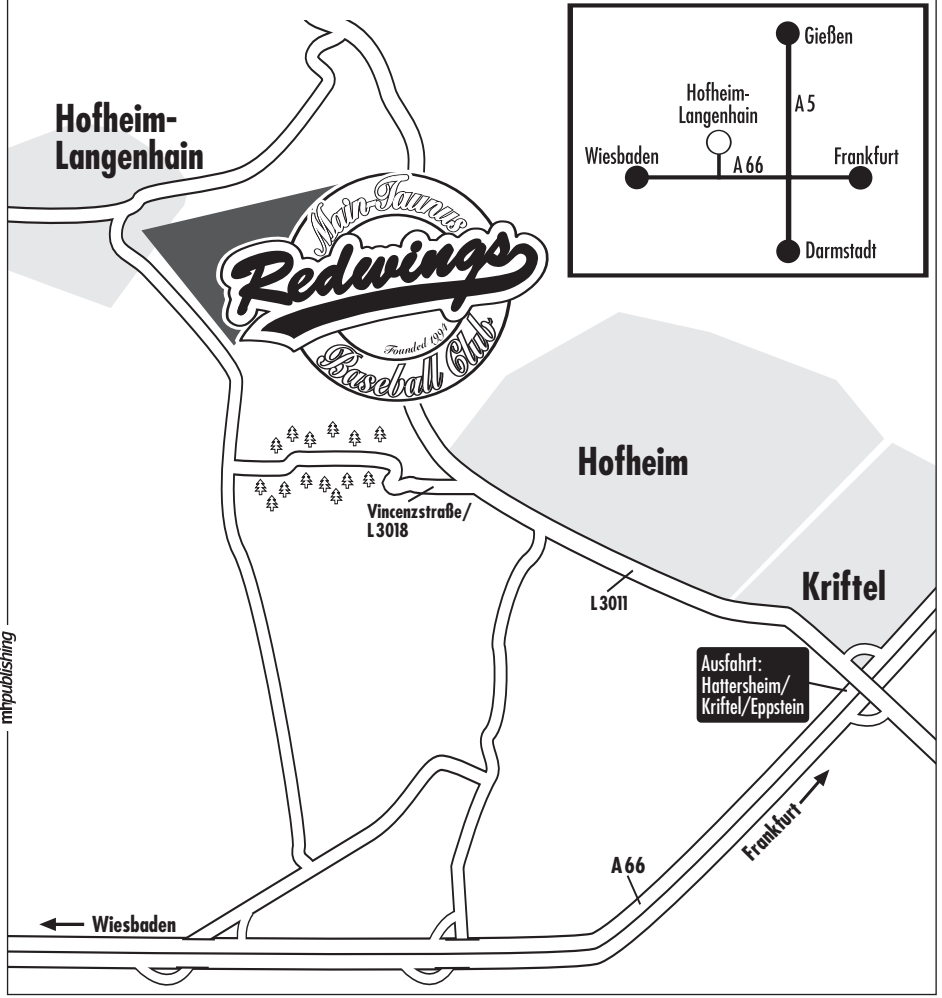 Gießen
Hofheim-
Langenhain
A 5
Wiesbaden
A 66
Frankfurt
Darmstadt
Hofheim-
Langenhain
Main-Taunus
Redwings
Founded 1994
Baseball Club
Hofheim
Vincenzstraße/
L 3018
Kriftel
L 3011
Ausfahrt:
Hattersheim/
Kriftel/Eppstein
mhpublishing
Frankfurt
A 66
Wiesbaden